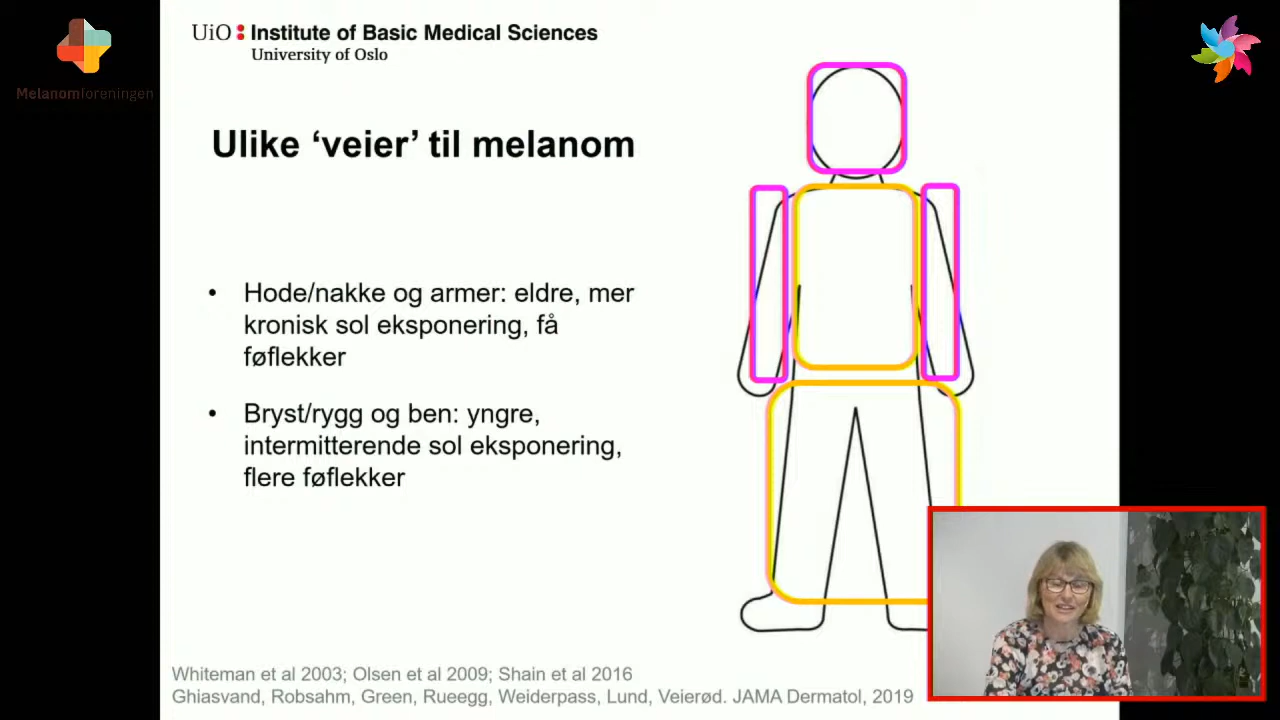 UiO: Institute of Basic Medical Sciences
University of Oslo
Melanomforeningen
Ulike ‘veier’ til melanom
• Hode/nakke og armer: eldre, mer
kronisk sol eksponering, få
føflekker
• Bryst/rygg og ben: yngre,
intermitterende sol eksponering,
flere føflekker
Whiteman et al 2003; Olsen et al 2009; Shain et al 2016
Ghiasvand, Robsahm, Green, Rueegg, Weiderpass, Lund, Veierød. JAMA Dermatol, 2019